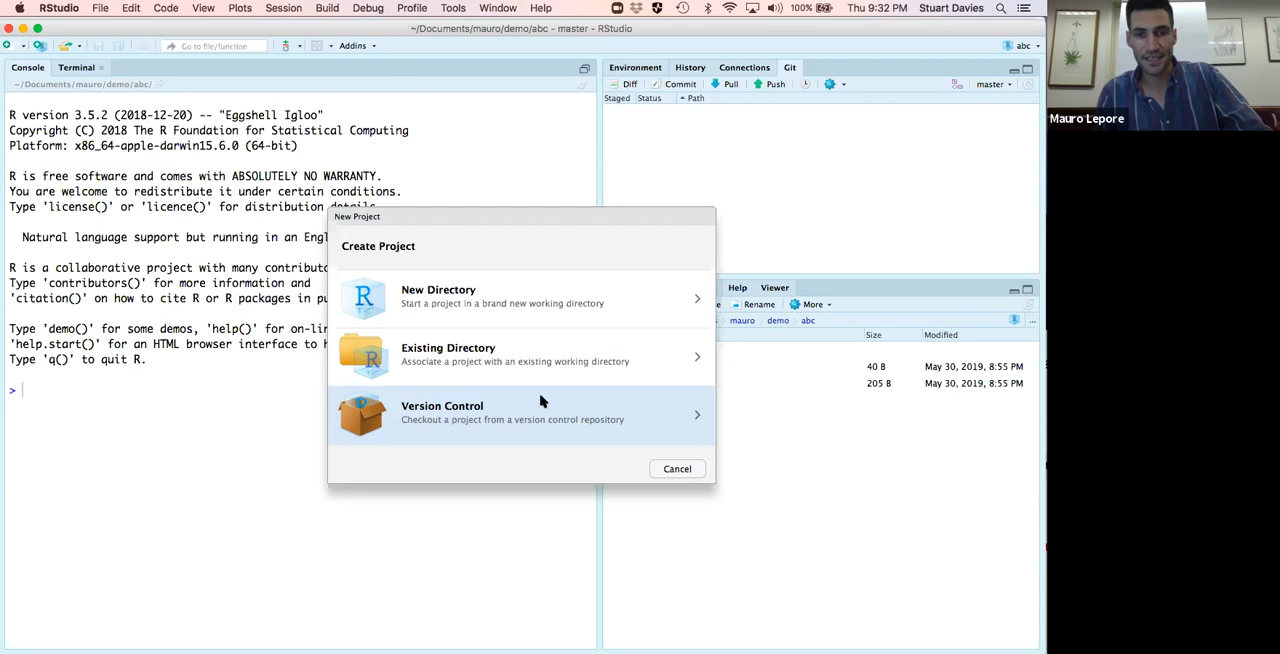 RStudio File Edit Code View Plots Session Build Debug Profile Tools Window Help 100% Thu 9:32 PM Stuart Davies
~/Documents/mauro/demo/abc - master - RStudio
Go to file/function Addins abc
Console Terminal
~/Documents/mauro/demo/abc/
R version 3.5.2 (2018-12-20) -- "Eggshell Igloo"
Copyright (C) 2018 The R Foundation for Statistical Computing
Platform: x86_64-apple-darwin15.6.0 (64-bit)
R is free software and comes with ABSOLUTELY NO WARRANTY.
You are welcome to redistribute it under certain conditions.
Type 'license()' or 'licence()' for distribution details.
Natural language support but running in an Engl
R is a collaborative project with many contributo
Type 'contributors()' for more information and
'citation()' on how to cite R or R packages in pu
Type 'demo()' for some demos, 'help()' for on-li
'help.start()' for an HTML browser interface to h
Type 'q()' to quit R.
>
New Project
Create Project
New Directory
Start a project in a brand new working directory
Existing Directory
Associate a project with an existing working directory
Version Control
Checkout a project from a version control repository
Cancel
Environment History Connections Git
Diff Commit Pull Push master
Staged Status Path
Help Viewer
Rename More
mauro demo abc ...
Size Modified
40 B May 30, 2019, 8:55 PM
205 B May 30, 2019, 8:55 PM
Mauro Lepore